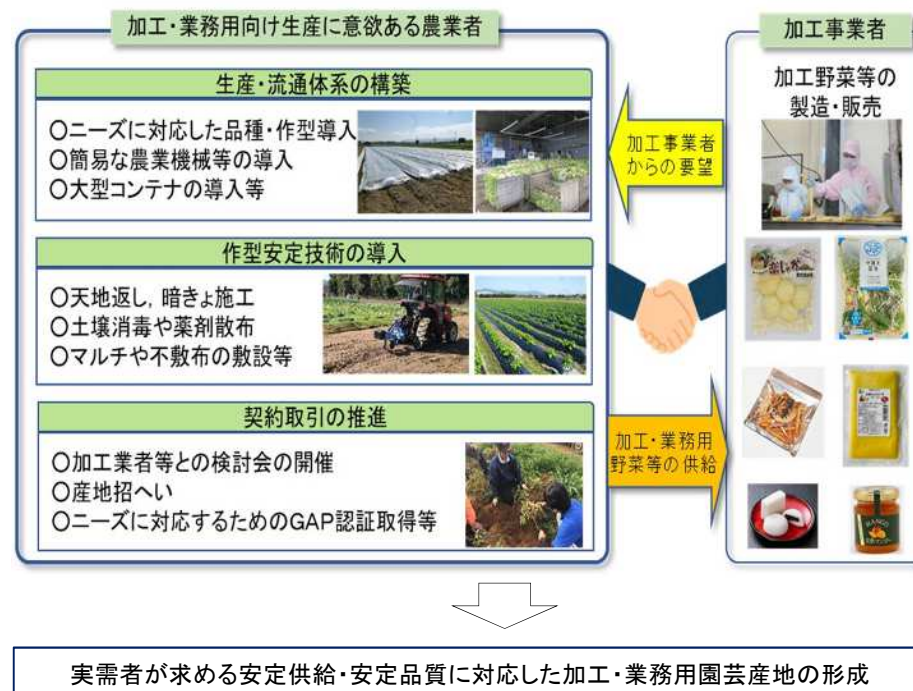 加工・業務用向け生産に意欲ある農業者
生産・流通体系の構築
○ニーズに対応した品種・作型導入
○簡易な農業機械等の導入
○大型コンテナの導入等
作型安定技術の導入
○天地返し，暗きょ施工
○土壌消毒や薬剤散布
○マルチや不敷布の敷設等
契約取引の推進
○加工業者等との検討会の開催
○産地招へい
○ニーズに対応するためのGAP認証取得等
加工事業者
からの要望
加工・業務用
野菜等の供給
加工事業者
加工野菜等の
製造・販売
MANGO
実需者が求める安定供給・安定品質に対応した加工・業務用園芸産地の形成